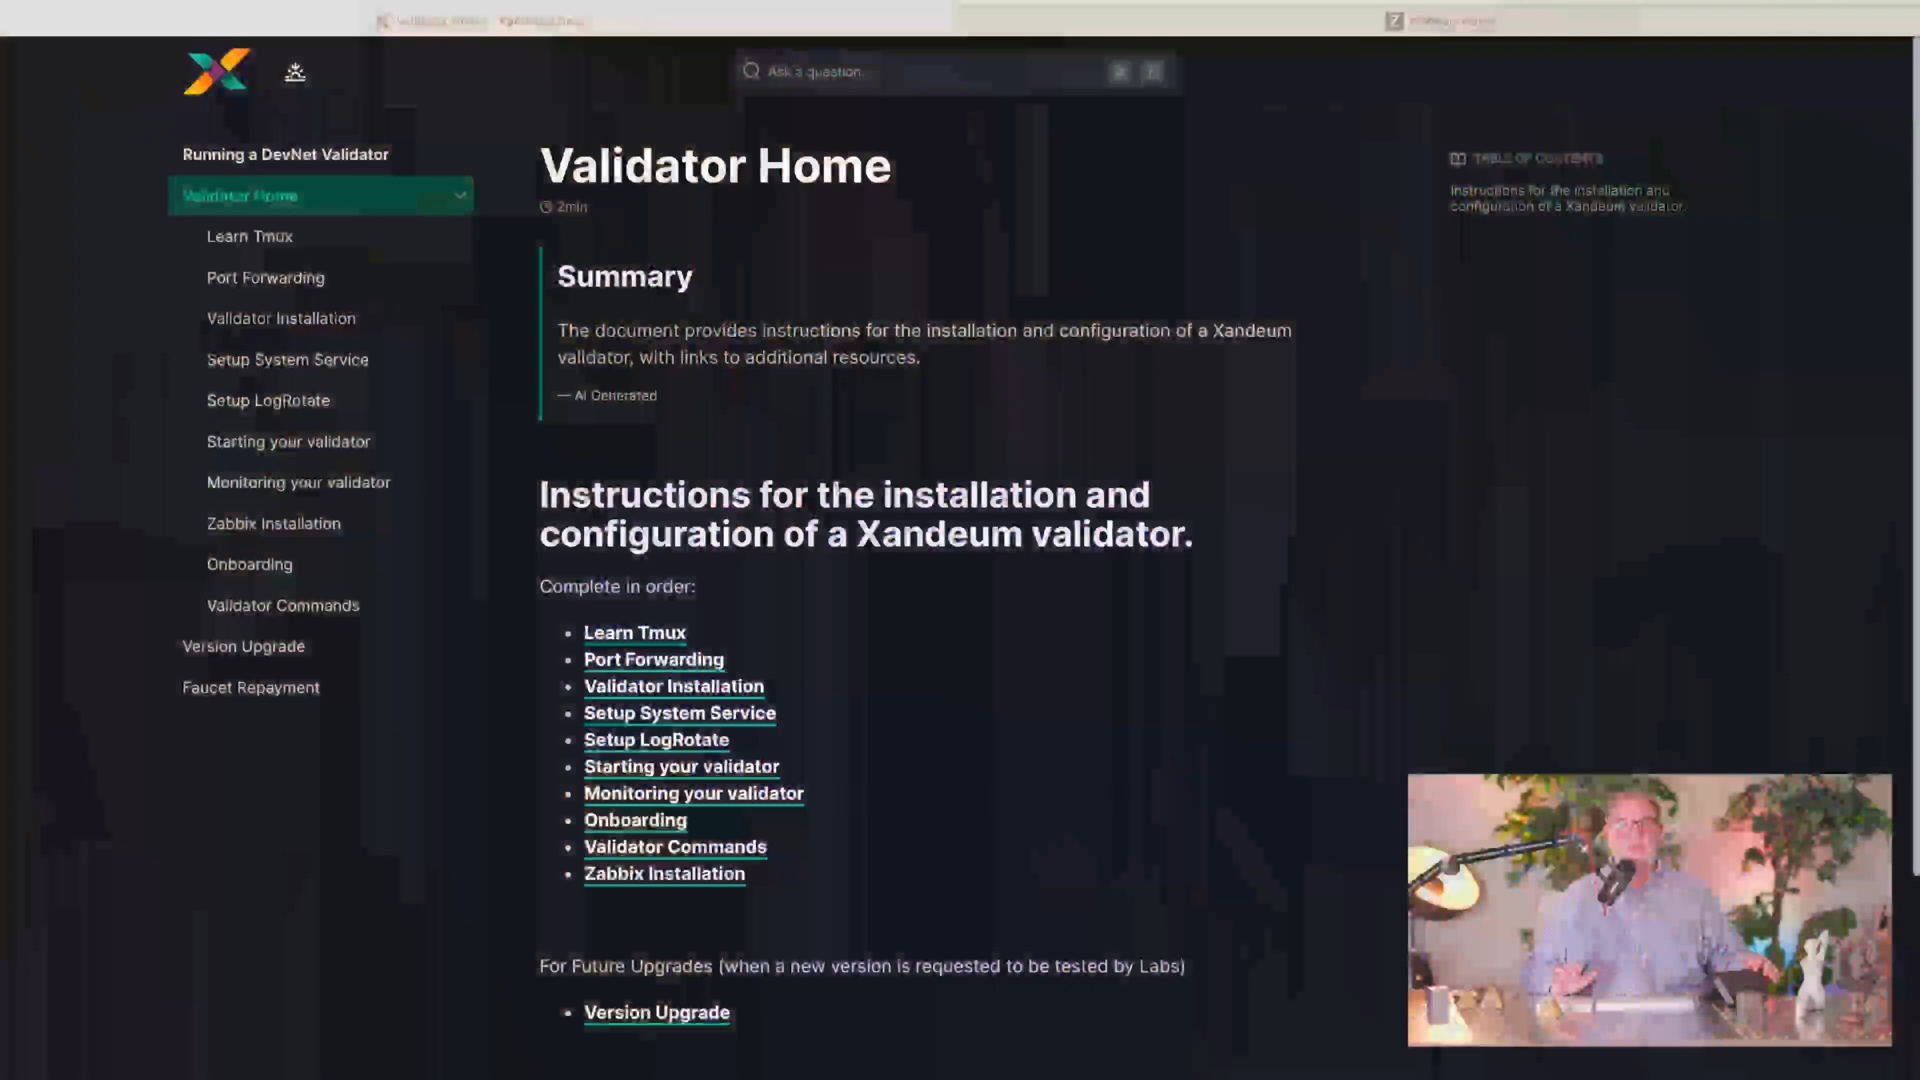 Ask a question
Running a DevNet Validator
Validator Home
Learn Tmux
Port Forwarding
Validator Installation
Setup System Service
Setup LogRotate
Starting your validator
Monitoring your validator
Zabbix Installation
Onboarding
Validator Commands
Version Upgrade
Faucet Repayment
Validator Home
2min
Summary
The document provides instructions for the installation and configuration of a Xandeum
validator, with links to additional resources.
— AI Generated
Instructions for the installation and
configuration of a Xandeum validator.
Complete in order:
Learn Tmux
Port Forwarding
Validator Installation
Setup System Service
Setup LogRotate
Starting your validator
Monitoring your validator
Onboarding
Validator Commands
Zabbix Installation
For Future Upgrades (when a new version is requested to be tested by Labs)
Version Upgrade
TABLE OF CONTENTS
Instructions for the installation and
configuration of a Xandeum validator.